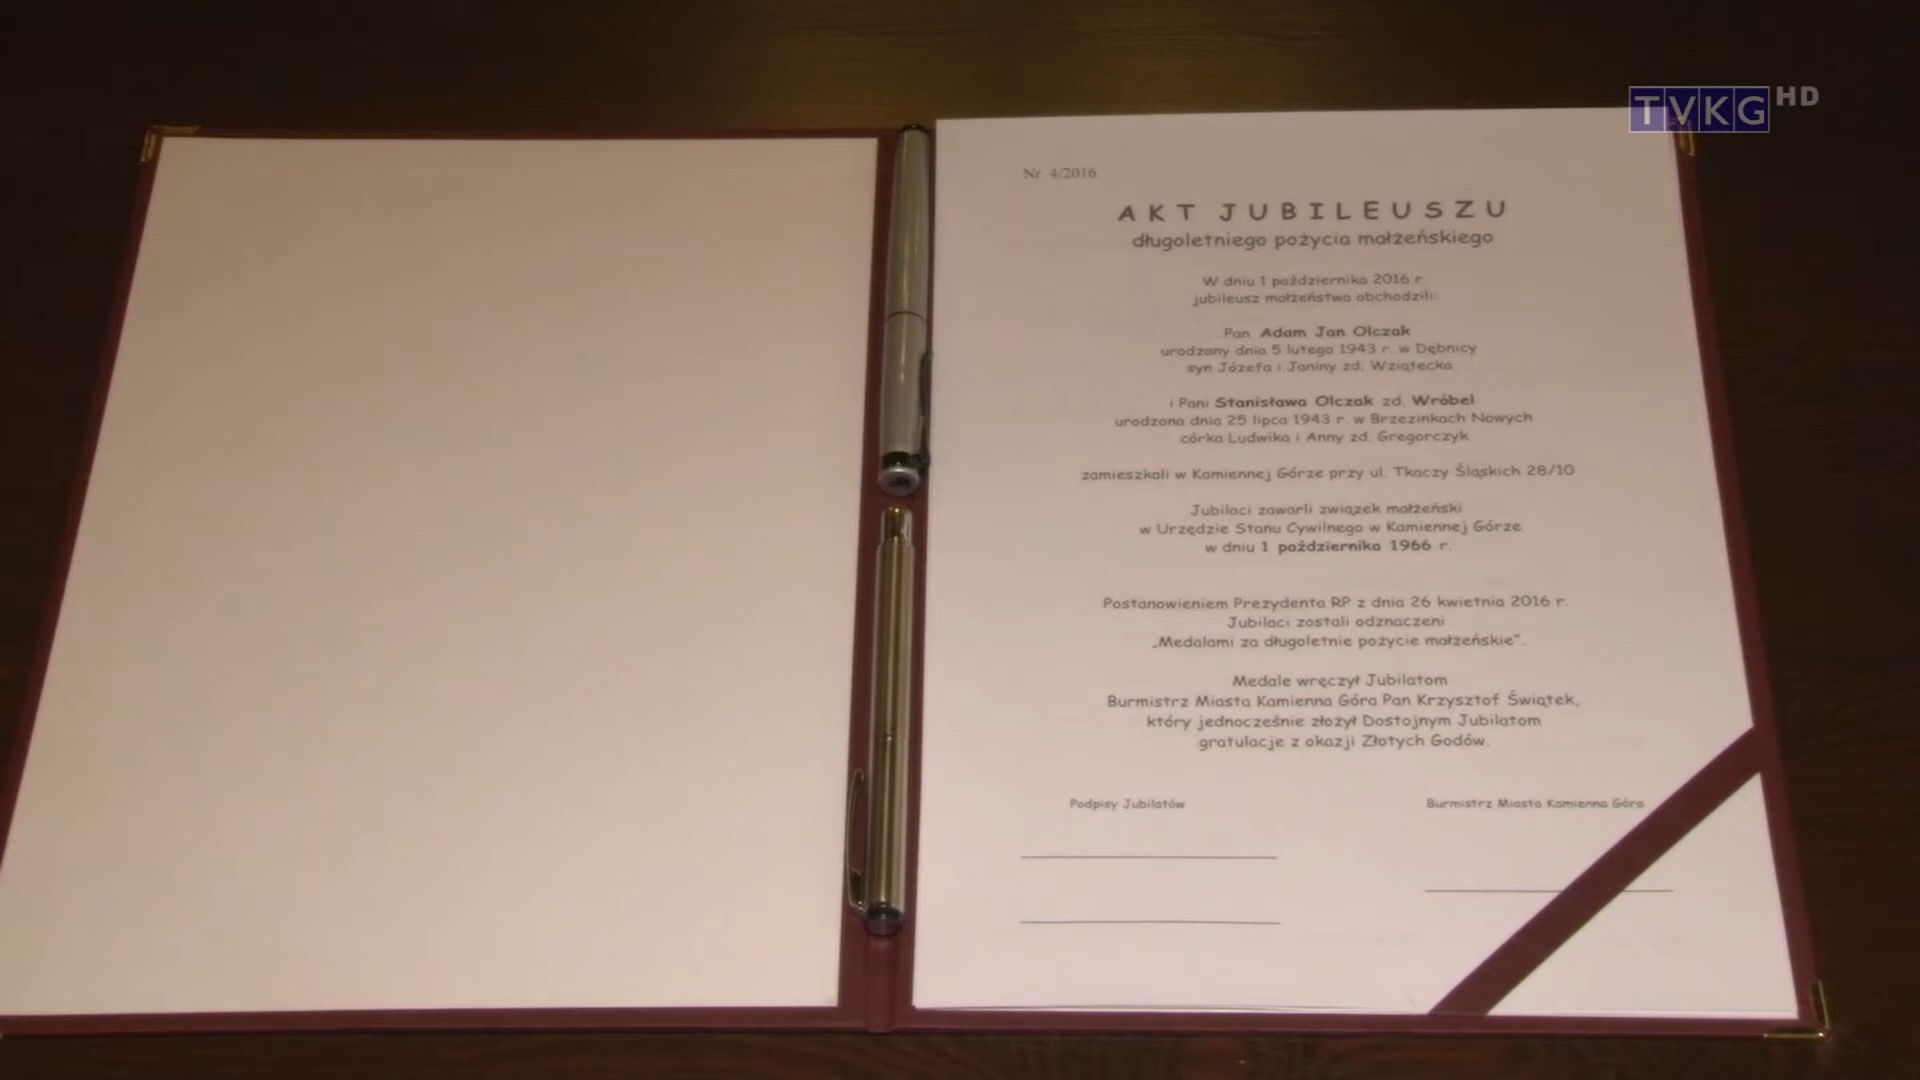 TVKG HD
Nr 4/2016
AKT JUBILEUSZU
długoletniego pożycia małżeńskiego
W dniu 1 października 2016 r.
jubileusz małżeństwa obchodzili:
Pan Adam Jan Olczak
urodzony dnia 5 lutego 1943 r. w Dębnicy
syn Józefa i Janiny zd. Wziątecka
i Pani Stanisława Olczak zd. Wróbel
urodzona dnia 25 lipca 1943 r. w Brzezinkach Nowych
córka Ludwika i Anny zd. Gregorczyk
zamieszkali w Kamiennej Górze przy ul. Tkaczy Śląskich 28/10
Jubilaci zawarli związek małżeński
w Urzędzie Stanu Cywilnego w Kamiennej Górze
w dniu 1 października 1966 r.
Postanowieniem Prezydenta RP z dnia 26 kwietnia 2016 r.
Jubilaci zostali odznaczeni
„Medalami za długoletnie pożycie małżeńskie”.
Medale wręczył Jubilatom
Burmistrz Miasta Kamienna Góra Pan Krzysztof Świątek,
który jednocześnie złożył Dostojnym Jubilatom
gratulacje z okazji Złotych Godów.
Podpisy Jubilatów
Burmistrz Miasta Kamienna Góra